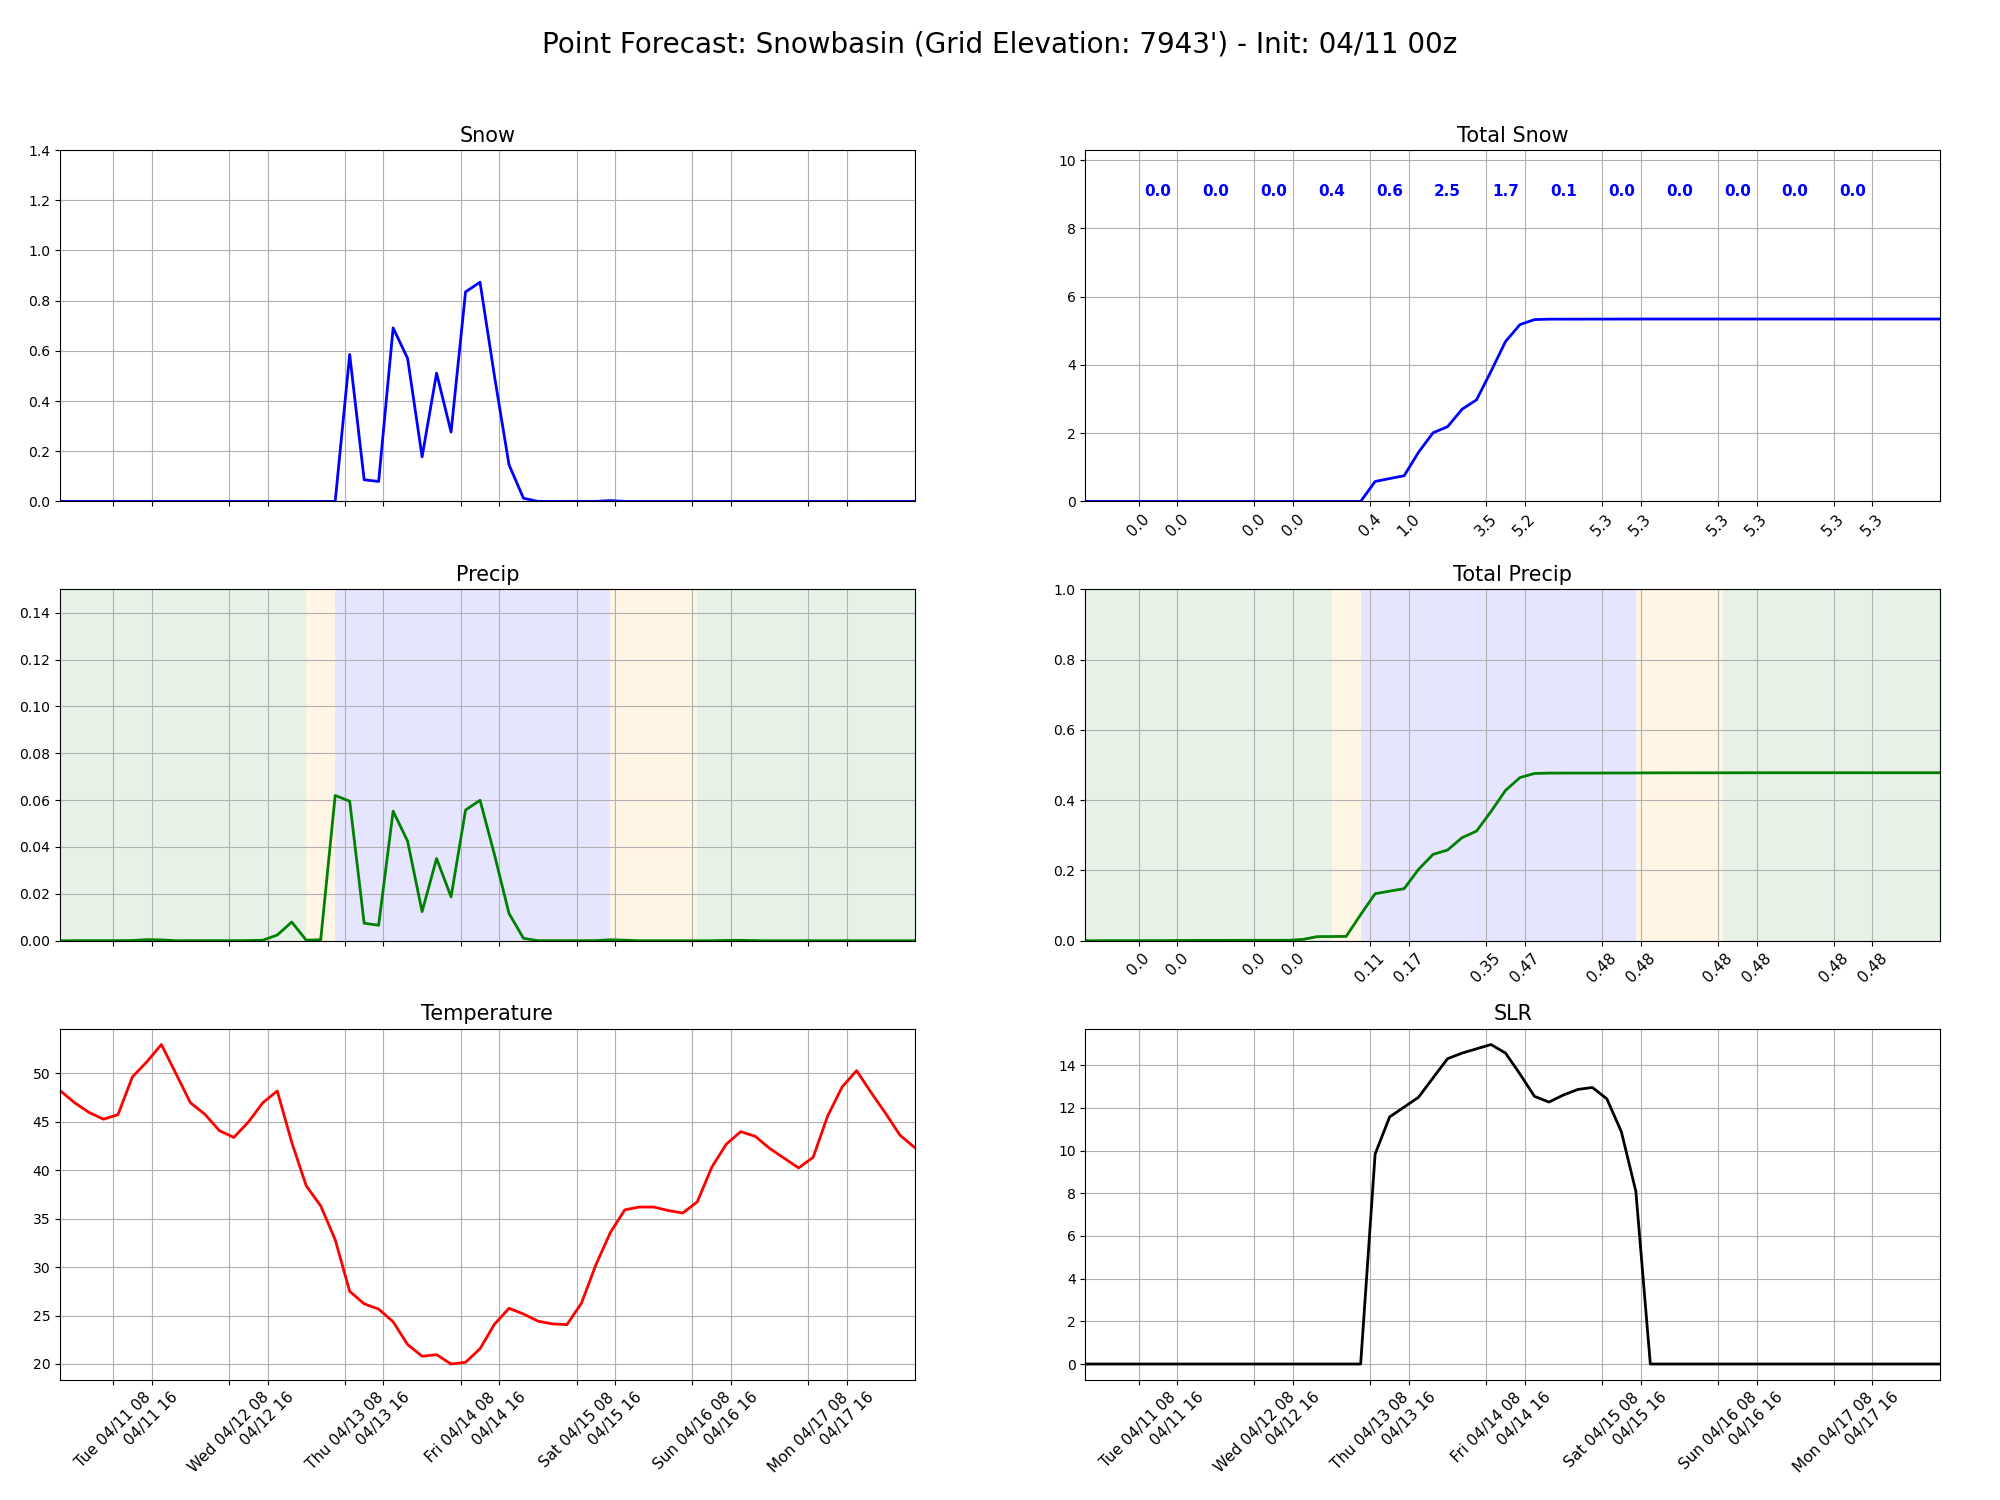 Point Forecast: Snowbasin (Grid Elevation: 7943') - Init: 04/11 00z
Snow
1.4
1.2
1.0
0.8
0.6
0.4
0.2
0.0
Total Snow
10
8
6
4
2
0
0.0 0.0 0.0 0.4 0.6 2.5 1.7 0.1 0.0 0.0 0.0 0.0 0.0
0.0 0.0 0.0 0.0 0.4 1.0 3.5 5.2 5.3 5.3 5.3 5.3 5.3 5.3
Precip
0.14
0.12
0.10
0.08
0.06
0.04
0.02
0.00
Total Precip
1.0
0.8
0.6
0.4
0.2
0.0
0.0 0.0 0.0 0.0 0.11 0.17 0.35 0.47 0.48 0.48 0.48 0.48 0.48 0.48
Temperature
50
45
40
35
30
25
20
Tue 04/11 08
04/11 16
Wed 04/12 08
04/12 16
Thu 04/13 08
04/13 16
Fri 04/14 08
04/14 16
Sat 04/15 08
04/15 16
Sun 04/16 08
04/16 16
Mon 04/17 08
04/17 16
SLR
14
12
10
8
6
4
2
0
Tue 04/11 08
04/11 16
Wed 04/12 08
04/12 16
Thu 04/13 08
04/13 16
Fri 04/14 08
04/14 16
Sat 04/15 08
04/15 16
Sun 04/16 08
04/16 16
Mon 04/17 08
04/17 16